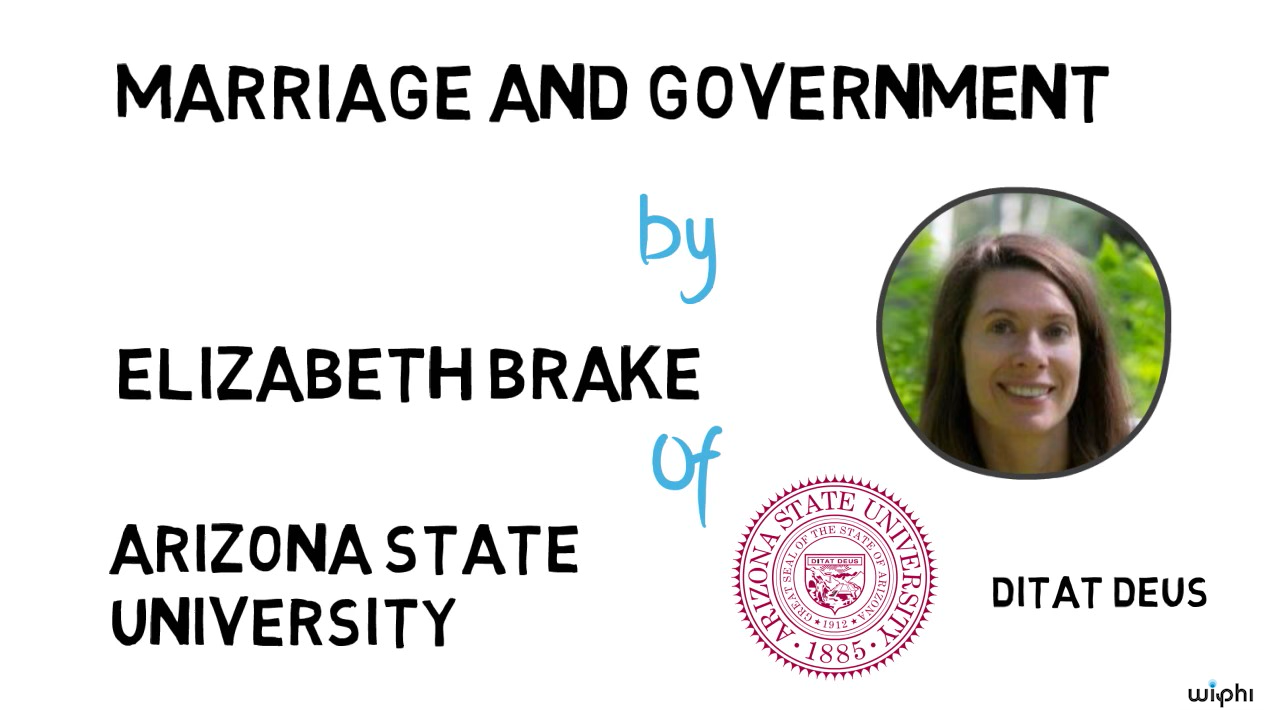 MARRIAGE AND GOVERNMENT
by
ELIZABETH BRAKE
of
ARIZONA STATE
UNIVERSITY
ARIZONA STATE UNIVERSITY
GREAT SEAL OF THE STATE OF ARIZONA
DITAT DEUS
1912
1885
DITAT DEUS
wiphi